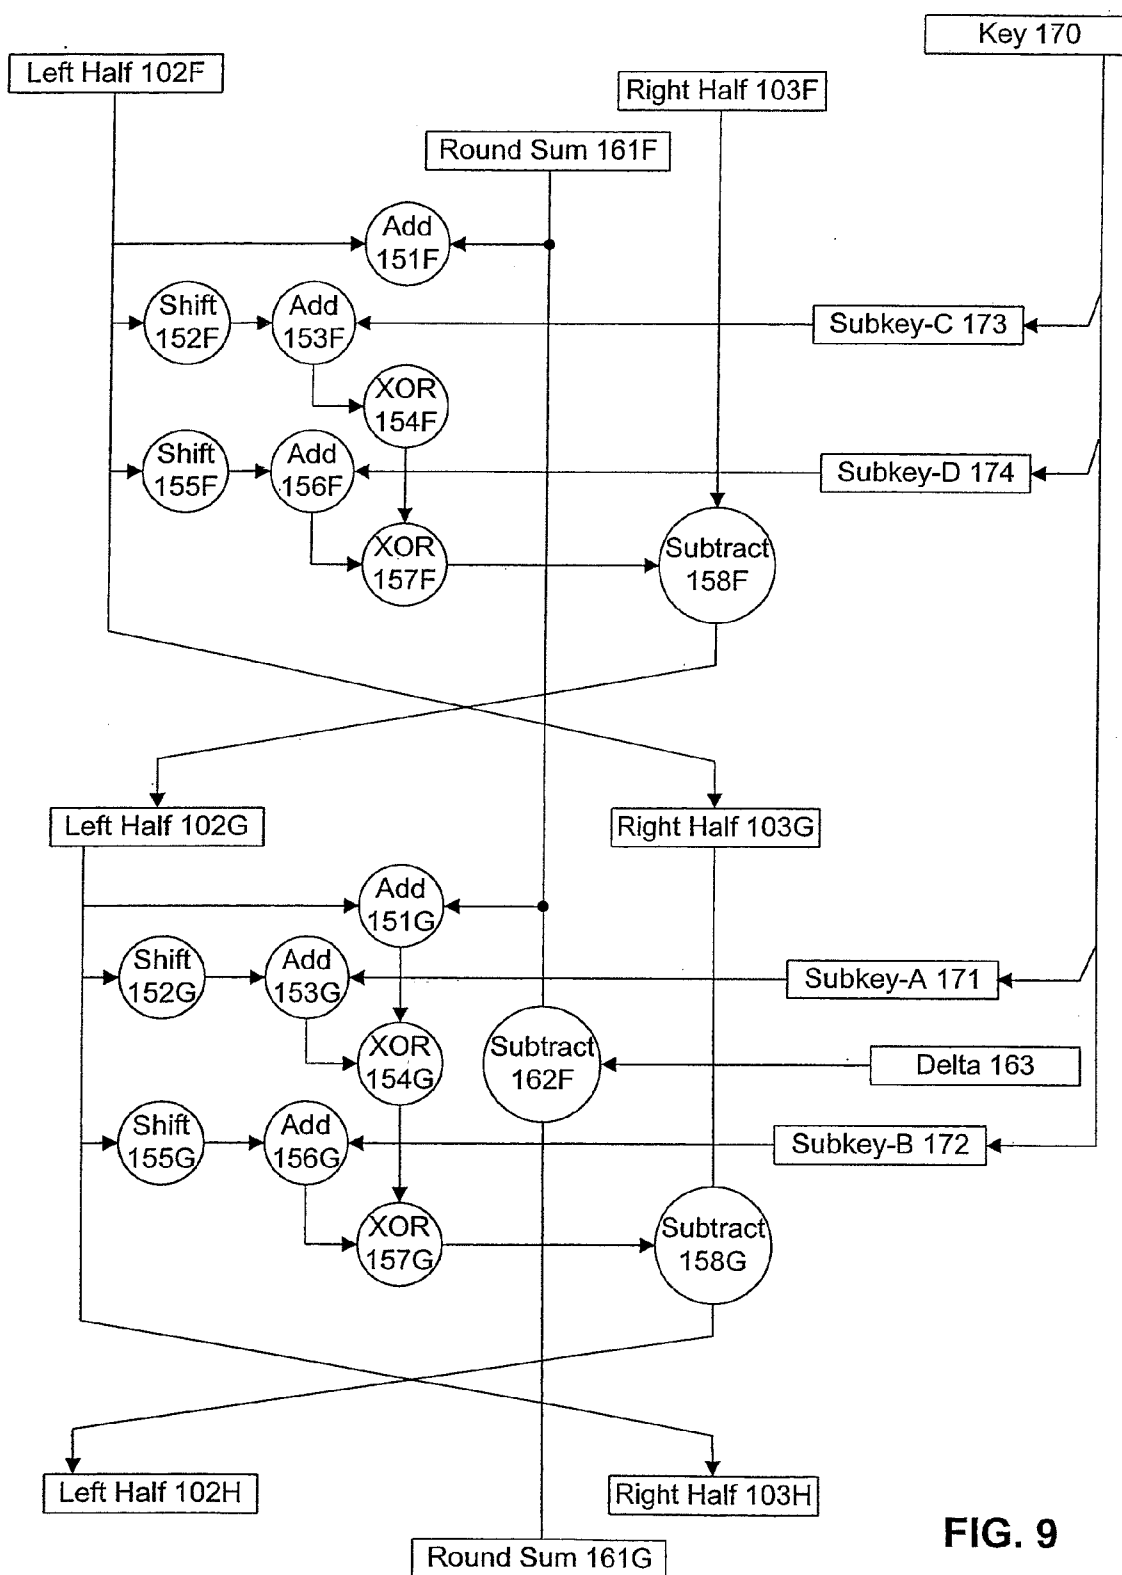 Key 170
Left Half 102F
Right Half 103F
Round Sum 161F
Add
151F
Shift
152F
Add
153F
Subkey-C 173
XOR
154F
Shift
155F
Add
156F
Subkey-D 174
XOR
157F
Subtract
158F
Left Half 102G
Right Half 103G
Add
151G
Shift
152G
Add
153G
Subkey-A 171
XOR
154G
Subtract
162F
Delta 163
Shift
155G
Add
156G
Subkey-B 172
XOR
157G
Subtract
158G
Left Half 102H
Right Half 103H
FIG. 9
Round Sum 161G